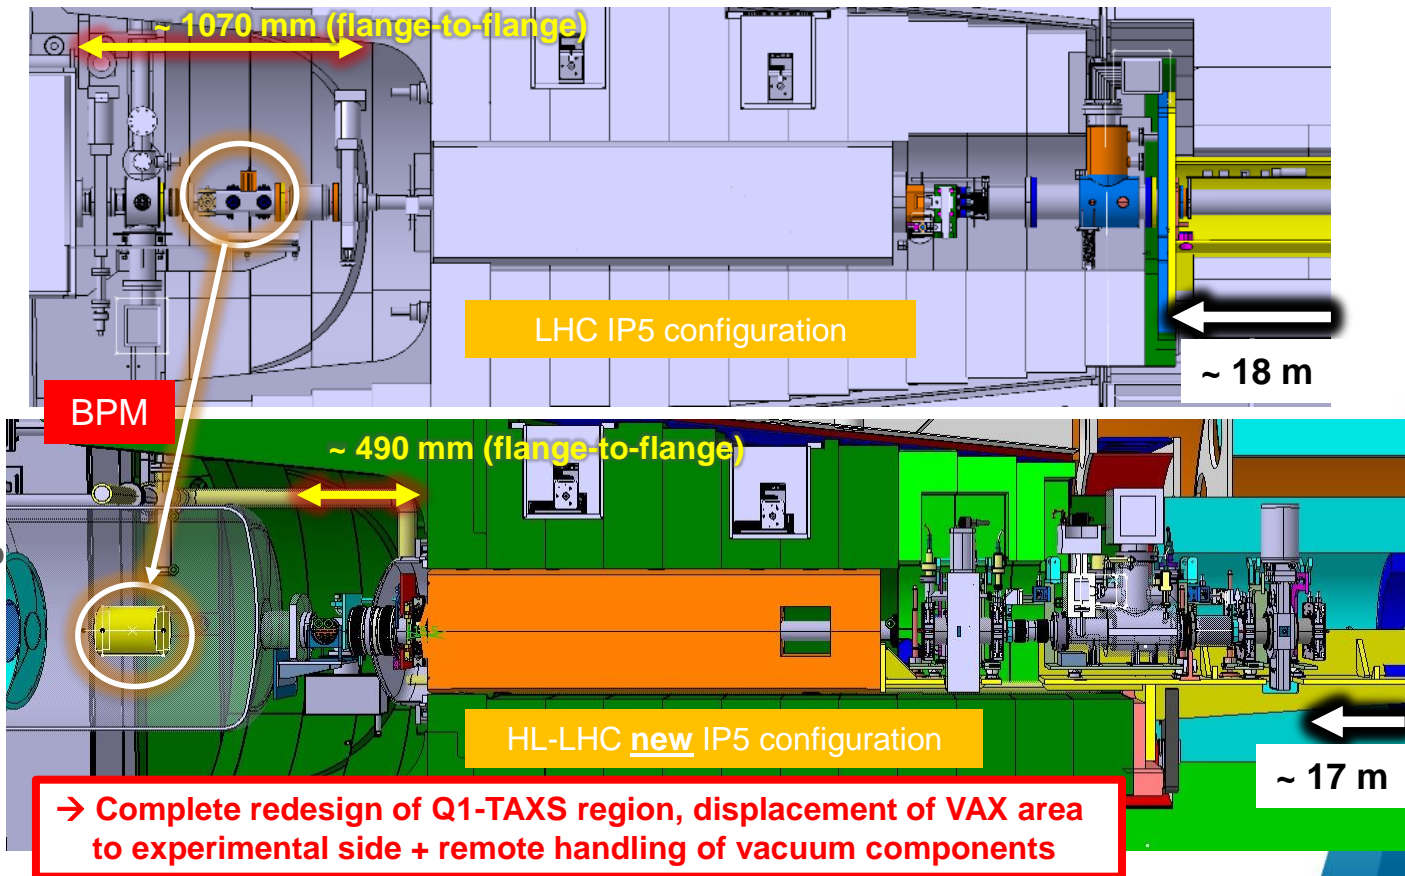 ~ 1070 mm (flange-to-flange)
LHC IP5 configuration
~ 18 m
BPM
~ 490 mm (flange-to-flange)
HL-LHC new IP5 configuration
~ 17 m
→ Complete redesign of Q1-TAXS region, displacement of VAX area
to experimental side + remote handling of vacuum components